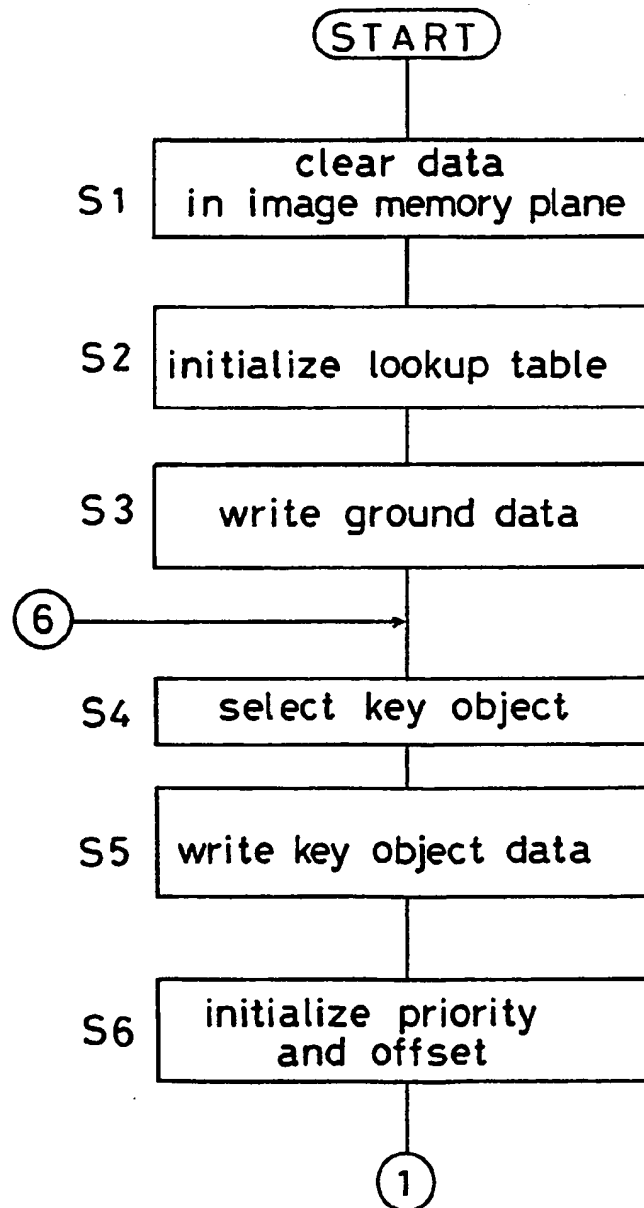 START
S1
clear data
in image memory plane
S2
initialize lookup table
S3
write ground data
6
S4
select key object
S5
write key object data
S6
initialize priority
and offset
1